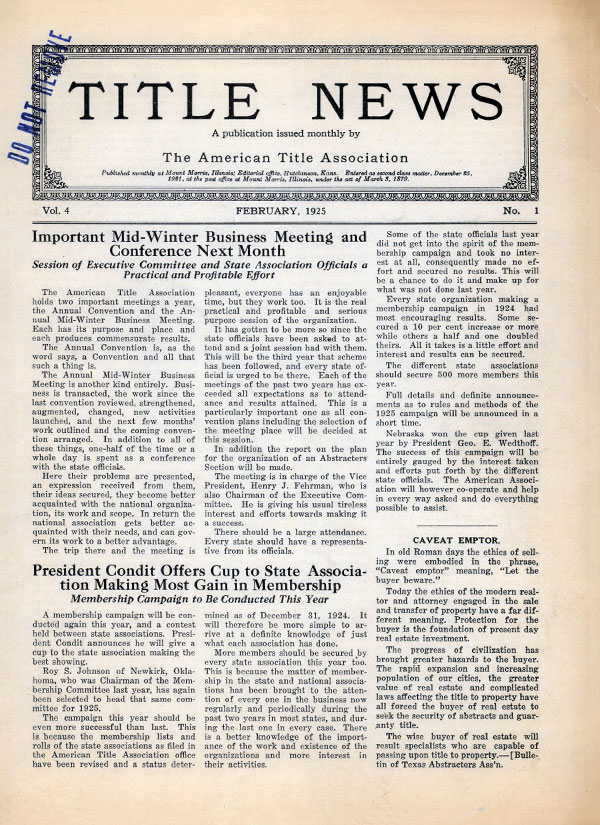 DO NOT REMOVE
TITLE NEWS
A publication issued monthly by
The American Title Association
Published monthly at Mount Morris, Illinois; Editorial office, Hutchinson, Kans. Entered as second class matter, December 25,
1921, at the post office at Mount Morris, Illinois, under the act of March 3, 1879.
Vol. 4
FEBRUARY, 1925
No. 1
Important Mid-Winter Business Meeting and
Conference Next Month
Session of Executive Committee and State Association Officials a
Practical and Profitable Effort
The American Title Association
holds two important meetings a year,
the Annual Convention and the An-
nual Mid-Winter Business Meeting.
Each has its purpose and place and
each produces commensurate results.
The Annual Convention is, as the
word says, a Convention and all that
such a thing is.
The Annual Mid-Winter Business
Meeting is another kind entirely. Busi-
ness is transacted, the work since the
last convention reviewed, strengthened,
augmented, changed, new activities
launched, and the next few months'
work outlined and the coming conven-
tion arranged. In addition to all of
these things, one-half of the time or a
whole day is spent as a conference
with the state officials.
Here their problems are presented,
an expression received from them,
their ideas secured, they become better
acquainted with the national organiza-
tion, its work and scope. In return the
national association gets better ac-
quainted with their needs, and can gov-
ern its work to a better advantage.
The trip there and the meeting is
pleasant, everyone has an enjoyable
time, but they work too. It is the real
practical and profitable and serious
purpose session of the organization.
It has gotten to be more so since the
state officials have been asked to at-
tend and a joint session had with them.
This will be the third year that scheme
has been followed, and every state of-
ficial is urged to be there. Each of the
meetings of the past two years has ex-
ceeded all expectations as to attend-
ance and results attained. This is a
particularly important one as all con-
vention plans including the selection of
the meeting place will be decided at
this session.
In addition the report on the plan
for the organization of an Abstracters
Section will be made.
The meeting is in charge of the Vice
President, Henry J. Fehrman, who is
also Chairman of the Executive Com-
mittee. He is giving his usual tireless
interest and efforts towards making it
a success.
There should be a large attendance.
Every state should have a representa-
tive from its officials.
President Condit Offers Cup to State Associa-
tion Making Most Gain in Membership
Membership Campaign to Be Conducted This Year
A membership campaign will be con-
ducted again this year, and a contest
held between state associations. Presi-
dent Condit announces he will give a
cup to the state association making the
best showing.
Roy S. Johnson of Newkirk, Okla-
homa, who was Chairman of the Mem-
bership Committee last year, has again
been selected to head that same com-
mittee for 1925.
The campaign this year should be
even more successful than last. This
is because the membership lists and
rolls of the state associations as filed in
the American Title Association office
have been revised and a status deter-
mined as of December 31, 1924. It
will therefore be more simple to ar-
rive at a definite knowledge of just
what each association has done.
More members should be secured by
every state association this year too.
This is because the matter of member-
ship in the state and national associa-
tions has been brought to the atten-
tion of every one in the business now
regularly and periodically during the
past two years in most states, and dur-
ing the last one in every case. There
is a better knowledge of the import-
ance of the work and existence of the
organizations and more interest in
their activities.
Some of the state officials last year
did not get into the spirit of the mem-
bership campaign and took no inter-
est at all, consequently made no ef-
fort and secured no results. This will
be a chance to do it and make up for
what was not done last year.
Every state organization making a
membership campaign in 1924 had
most encouraging results. Some se-
cured a 10 per cent increase or more
while others a half and one doubled
theirs. All it takes is a little effort and
interest and results can be secured.
The different state associations
should secure 500 more members this
year.
Full details and definite announce-
ments as to rules and methods of the
1925 campaign will be announced in a
short time.
Nebraska won the cup given last
year by President Geo. E. Wedthoff.
The success of this campaign will be
entirely gauged by the interest taken
and efforts put forth by the different
state officials. The American Associ-
ation will however co-operate and help
in every way asked and do everything
possible to assist.
CAVEAT EMPTOR.
In old Roman days the ethics of sell-
ing were embodied in the phrase,
"Caveat emptor" meaning, "Let the
buyer beware."
Today the ethics of the modern real-
tor and attorney engaged in the sale
and transfer of property have a far dif-
ferent meaning. Protection for the
buyer is the foundation of present day
real estate investment.
The progress of civilization has
brought greater hazards to the buyer.
The rapid expansion and increasing
population of our cities, the greater
value of real estate and complicated
laws affecting the title to property have
all forced the buyer of real estate to
seek the security of abstracts and guar-
anty title.
The wise buyer of real estate will
result specialists who are capable of
passing upon title to property.—[Bulle-
tin of Texas Abstracters Ass'n.